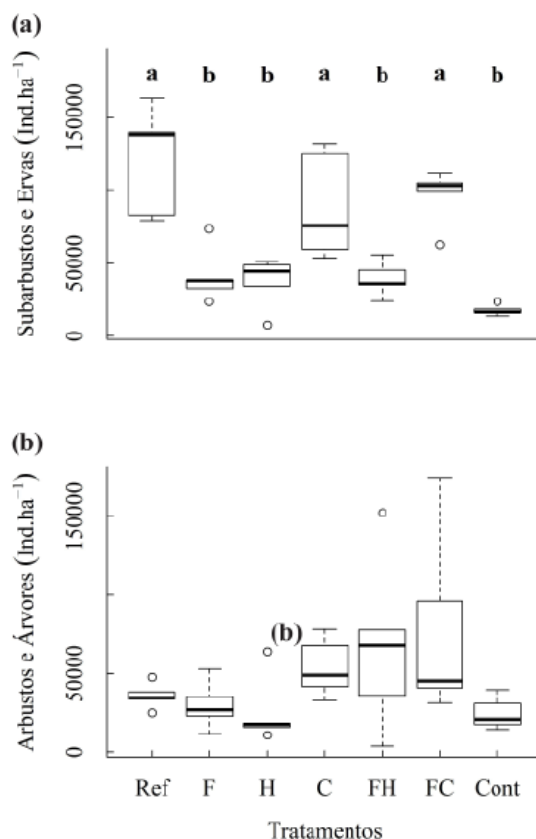 (a)
a b b a b a b
Subarbustos e Ervas (Ind.ha⁻¹)
150000
50000
0
(b)
Arbustos e Árvores (Ind.ha⁻¹)
150000
50000
0
(b)
Ref F H C FH FC Cont
Tratamentos